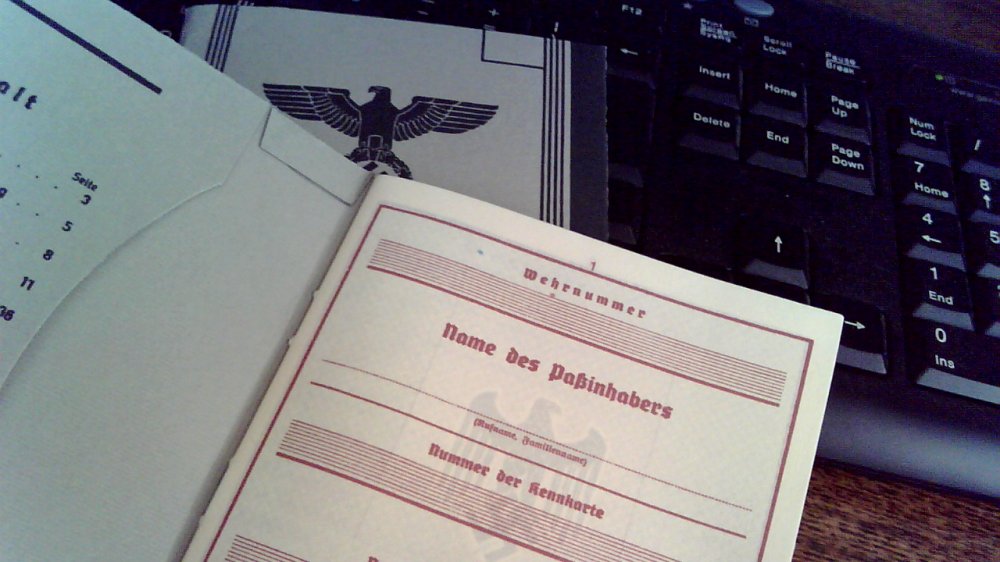 alt
Seite
3
g . . 5
8
11
36
1
Wehrnummer
Name des Paßinhabers
(Rufname, Familienname)
Nummer der Kennkarte
F12
Scroll Lock
Pause Break
Insert
Home
Page Up
Delete
End
Page Down
Num Lock
/
7 Home
8 ↑
4 ←
5
1 End
0 Ins
←
↑
→